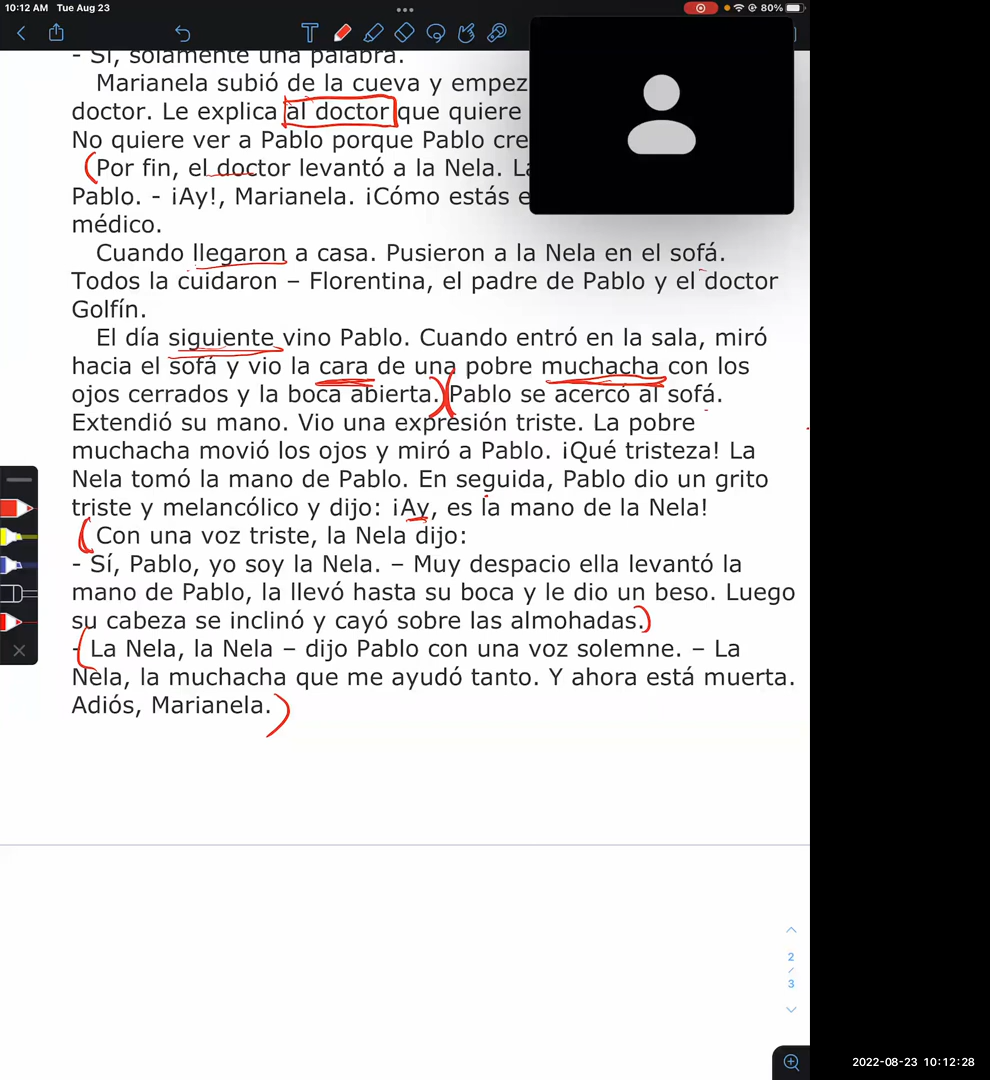 10:12 AM Tue Aug 23
80%
- Sí, solamente una palabra.
Marianela subió de la cueva y empez
doctor. Le explica al doctor que quiere
No quiere ver a Pablo porque Pablo cre
Por fin, el doctor levantó a la Nela. La
Pablo. - ¡Ay!, Marianela. ¡Cómo estás e
médico.
Cuando llegaron a casa. Pusieron a la Nela en el sofá.
Todos la cuidaron – Florentina, el padre de Pablo y el doctor
Golfín.
El día siguiente vino Pablo. Cuando entró en la sala, miró
hacia el sofá y vio la cara de una pobre muchacha con los
ojos cerrados y la boca abierta. Pablo se acercó al sofá.
Extendió su mano. Vio una expresión triste. La pobre
muchacha movió los ojos y miró a Pablo. ¡Qué tristeza! La
Nela tomó la mano de Pablo. En seguida, Pablo dio un grito
triste y melancólico y dijo: ¡Ay, es la mano de la Nela!
Con una voz triste, la Nela dijo:
- Sí, Pablo, yo soy la Nela. – Muy despacio ella levantó la
mano de Pablo, la llevó hasta su boca y le dio un beso. Luego
su cabeza se inclinó y cayó sobre las almohadas.
- La Nela, la Nela – dijo Pablo con una voz solemne. – La
Nela, la muchacha que me ayudó tanto. Y ahora está muerta.
Adiós, Marianela.
2
/
3
2022-08-23 10:12:28